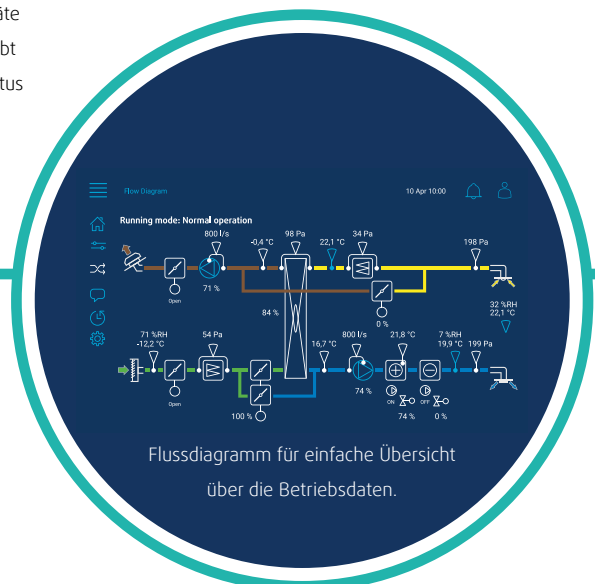 äte
bt
tus
Flow Diagram
10 Apr 10:00
Running mode: Normal operation
800 l/s
-0,4 °C
98 Pa
22,1 °C
34 Pa
198 Pa
Open
71 %
0 %
32 %RH
22,1 °C
84 %
71 %RH
-12,2 °C
54 Pa
16,7 °C
800 l/s
21,8 °C
7 %RH
19,9 °C
199 Pa
Open
74 %
ON
OFF
100 %
74 %
0 %
Flussdiagramm für einfache Übersicht
über die Betriebsdaten.